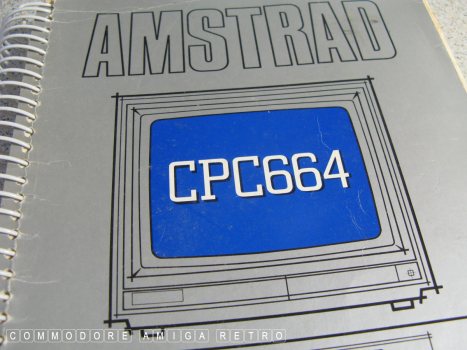 AMSTRAD
CPC664
COMMODORE AMIGA RETRO